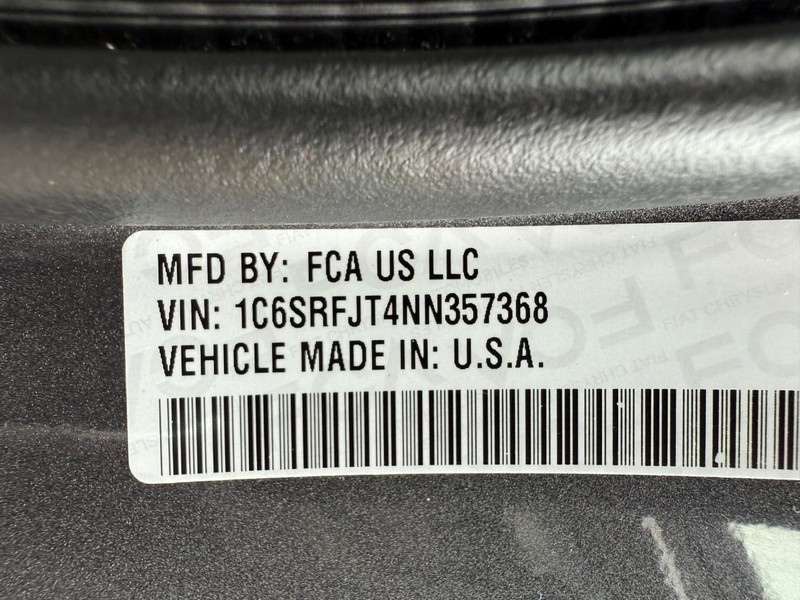 MFD BY: FCA US LLC
VIN: 1C6SRFJT4NN357368
VEHICLE MADE IN: U.S.A.